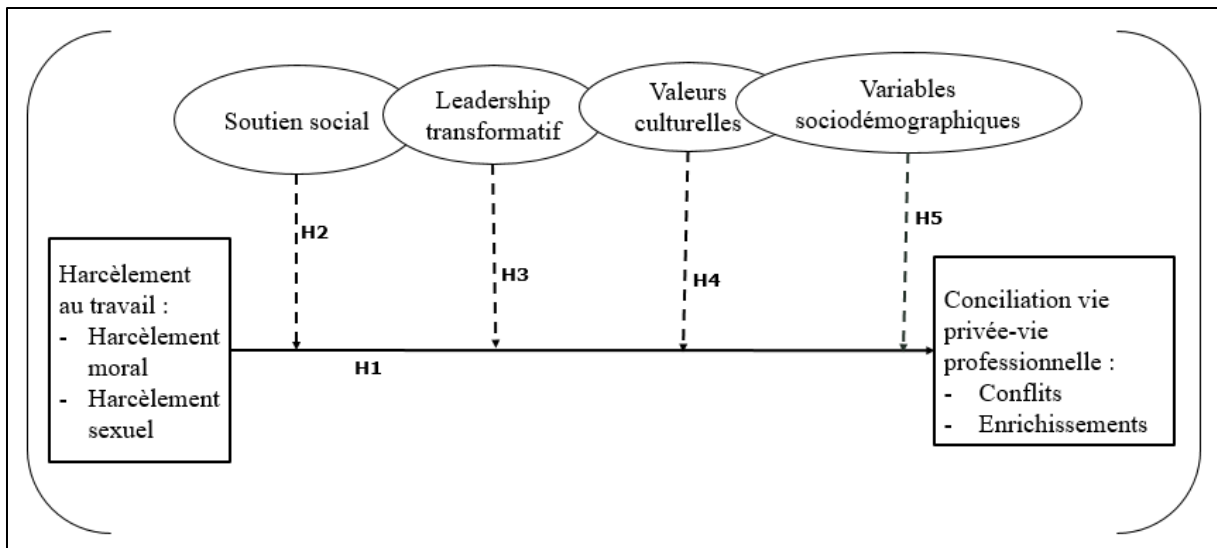 Soutien social
Leadership
transformatif
Valeurs
culturelles
Variables
sociodémographiques
H2
H3
H4
H5
Harcèlement
au travail :
- Harcèlement
moral
- Harcèlement
sexuel
H1
Conciliation vie
privée-vie
professionnelle :
- Conflits
- Enrichissements